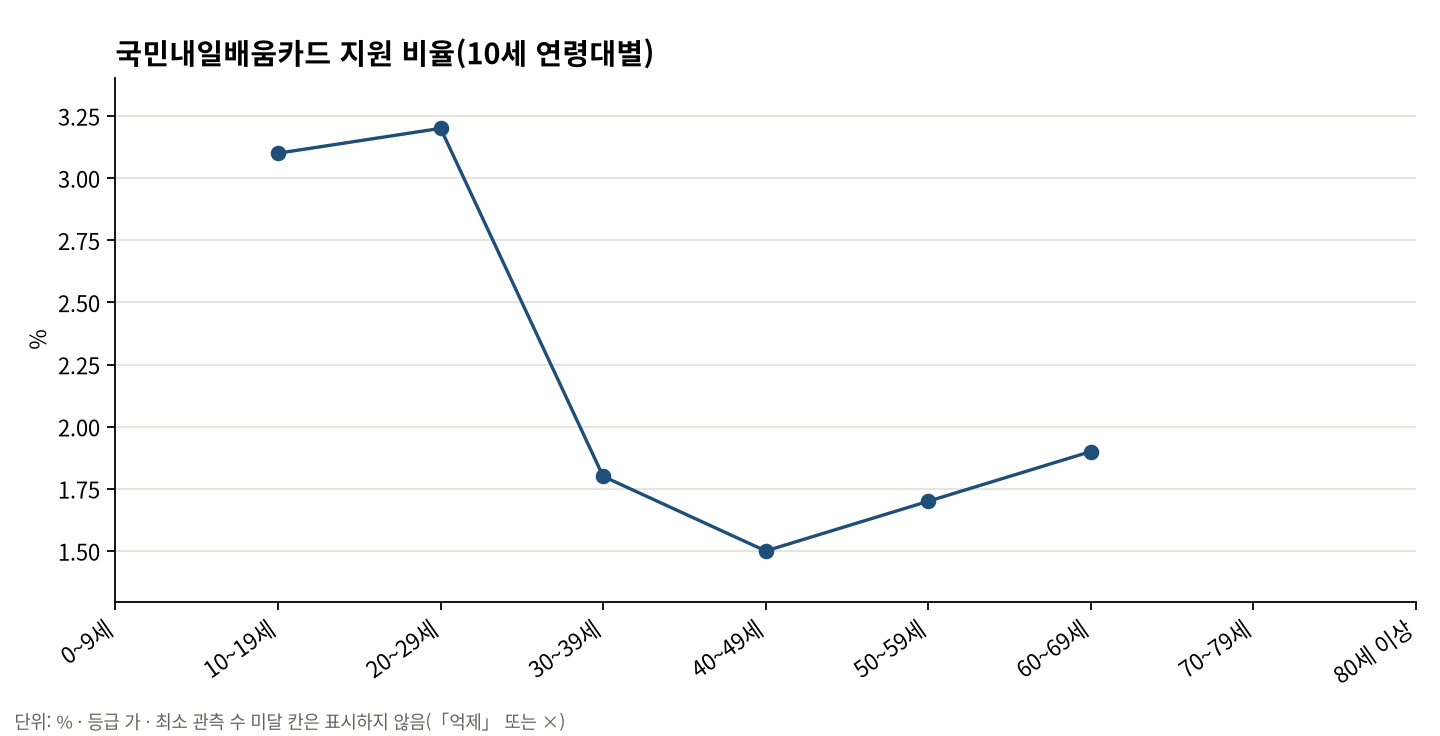 국민내일배움카드 지원 비율(10세 연령대별)
3.25
3.00
2.75
2.50
2.25
2.00
1.75
1.50
%
0~9세
10~19세
20~29세
30~39세
40~49세
50~59세
60~69세
70~79세
80세 이상
단위: % · 등급 가 · 최소 관측 수 미달 칸은 표시하지 않음(「억제」 또는 ×)